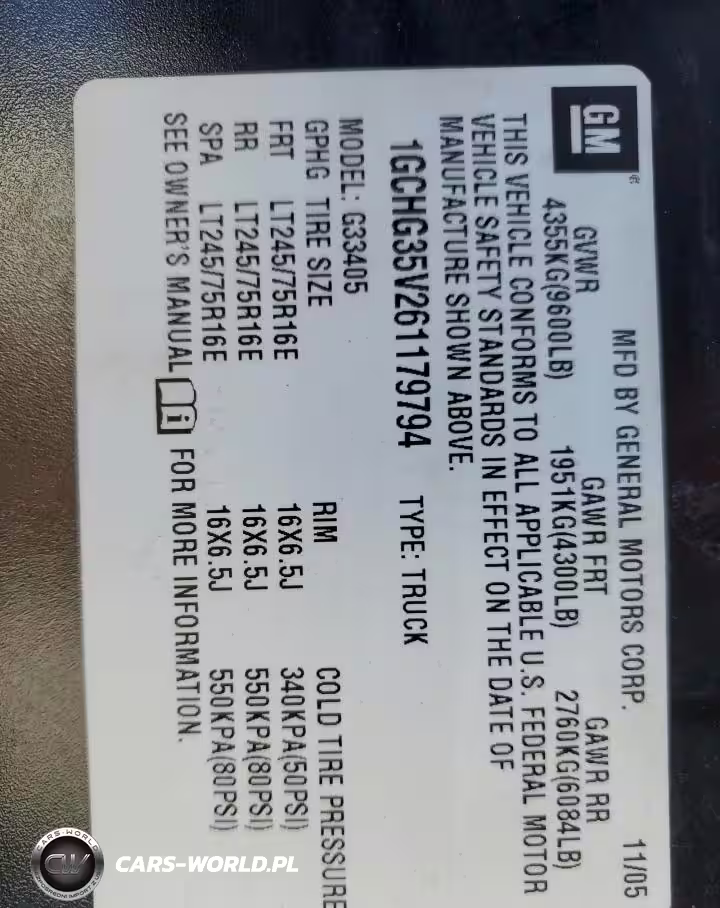 GM
MFD BY GENERAL MOTORS CORP. 11/05
GVWR GAWR FRT GAWR RR
4355KG(9600LB) 1951KG(4300LB) 2760KG(6084LB)
THIS VEHICLE CONFORMS TO ALL APPLICABLE U.S. FEDERAL MOTOR
VEHICLE SAFETY STANDARDS IN EFFECT ON THE DATE OF
MANUFACTURE SHOWN ABOVE.
1GCHG35V261179794 TYPE: TRUCK
MODEL: G33405
GPHG TIRE SIZE RIM COLD TIRE PRESSURE
FRT LT245/75R16E 16X6.5J 340KPA(50PSI)
RR LT245/75R16E 16X6.5J 550KPA(80PSI)
SPA LT245/75R16E 16X6.5J 550KPA(80PSI)
SEE OWNER'S MANUAL i FOR MORE INFORMATION.
CARS-WORLD
CW
CARS-WORLD.PL